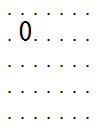 . . . . . . .
. 0 . . . . .
. . . . . . .
. . . . . . .
. . . . . . .